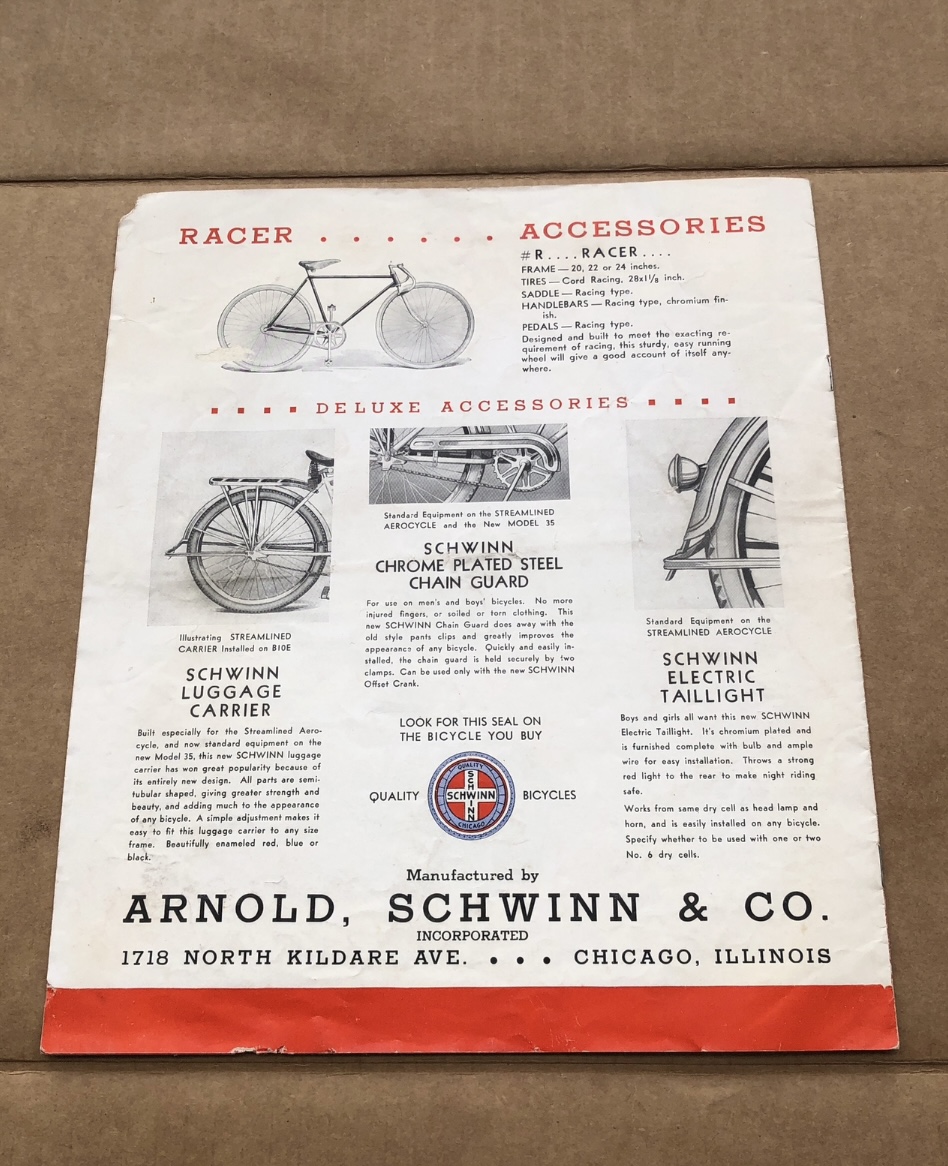 RACER . . . . . . ACCESSORIES
#R....RACER....
FRAME — 20, 22 or 24 inches.
TIRES — Cord Racing, 28x1⅛ inch.
SADDLE — Racing type.
HANDLEBARS — Racing type, chromium fin-
ish.
PEDALS — Racing type.
Designed and built to meet the exacting re-
quirement of racing, this sturdy, easy running
wheel will give a good account of itself any-
where.
DELUXE ACCESSORIES
Illustrating STREAMLINED
CARRIER Installed on B10E
SCHWINN
LUGGAGE
CARRIER
Built especially for the Streamlined Aero-
cycle, and now standard equipment on the
new Model 35, this new SCHWINN luggage
carrier has won great popularity because of
its entirely new design. All parts are semi-
tubular shaped, giving greater strength and
beauty, and adding much to the appearance
of any bicycle. A simple adjustment makes it
easy to fit this luggage carrier to any size
frame. Beautifully enameled red, blue or
black.
Standard Equipment on the STREAMLINED
AEROCYCLE and the New MODEL 35
SCHWINN
CHROME PLATED STEEL
CHAIN GUARD
For use on men's and boys' bicycles. No more
injured fingers, or soiled or torn clothing. This
new SCHWINN Chain Guard does away with the
old style pants clips and greatly improves the
appearance of any bicycle. Quickly and easily in-
stalled, the chain guard is held securely by two
clamps. Can be used only with the new SCHWINN
Offset Crank.
LOOK FOR THIS SEAL ON
THE BICYCLE YOU BUY
QUALITY
QUALITY
SCHWINN
SCHWINN
CHICAGO
BICYCLES
Standard Equipment on the
STREAMLINED AEROCYCLE
SCHWINN
ELECTRIC
TAILLIGHT
Boys and girls all want this new SCHWINN
Electric Taillight. It's chromium plated and
is furnished complete with bulb and ample
wire for easy installation. Throws a strong
red light to the rear to make night riding
safe.
Works from same dry cell as head lamp and
horn, and is easily installed on any bicycle.
Specify whether to be used with one or two
No. 6 dry cells.
Manufactured by
ARNOLD, SCHWINN & CO.
INCORPORATED
1718 NORTH KILDARE AVE. • • • CHICAGO, ILLINOIS